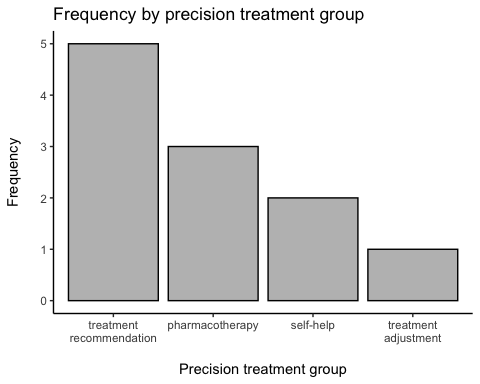 Frequency by precision treatment group
5
4
3
2
1
0
Frequency
treatment
recommendation
pharmacotherapy
self-help
treatment
adjustment
Precision treatment group